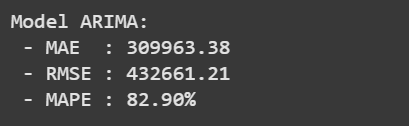 Model ARIMA:
- MAE : 309963.38
- RMSE : 432661.21
- MAPE : 82.90%